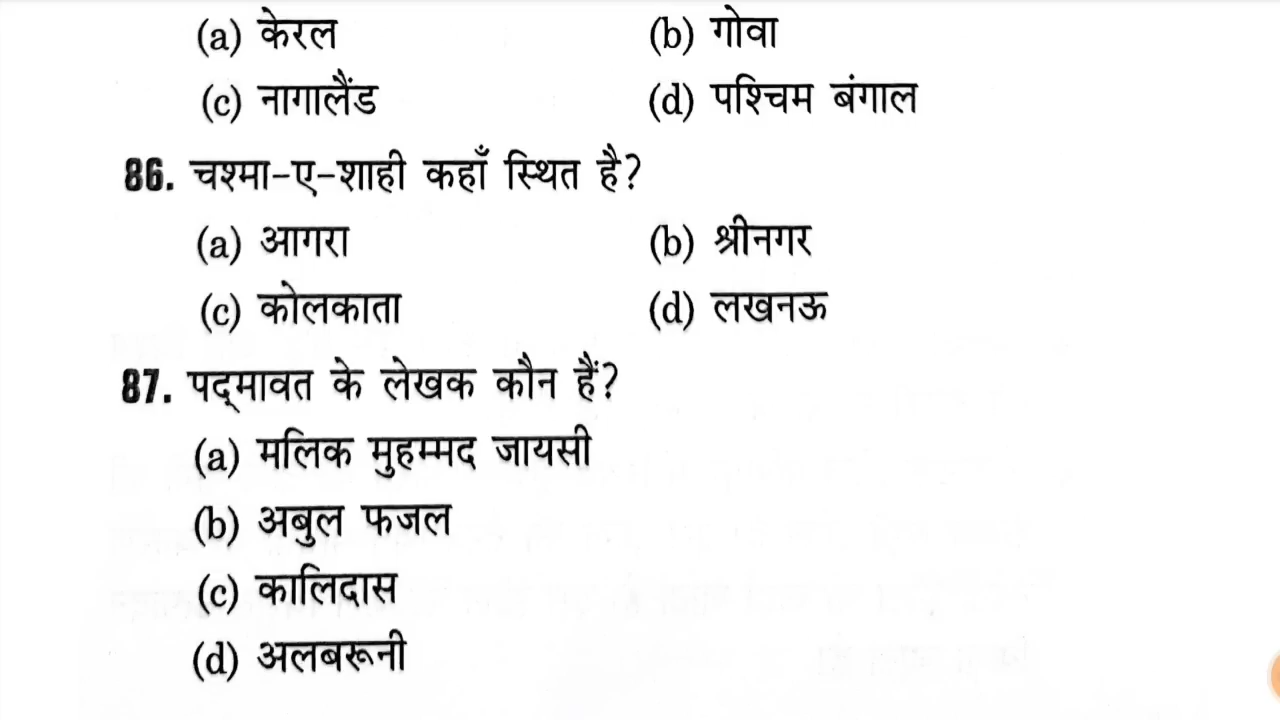 (a) केरल (b) गोवा
(c) नागालैंड (d) पश्चिम बंगाल
86. चश्मा-ए-शाही कहाँ स्थित है?
(a) आगरा (b) श्रीनगर
(c) कोलकाता (d) लखनऊ
87. पद्मावत के लेखक कौन हैं?
(a) मलिक मुहम्मद जायसी
(b) अबुल फजल
(c) कालिदास
(d) अलबरूनी